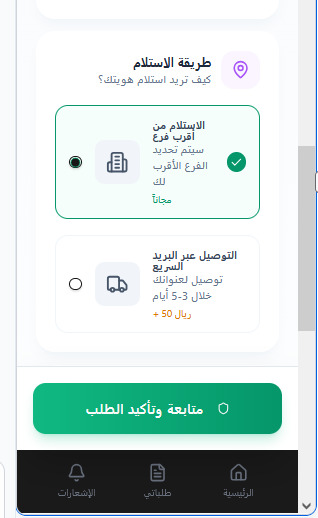 طريقة الاستلام
كيف تريد استلام هويتك؟
الاستلام من
أقرب فرع
سيتم تحديد
الفرع الأقرب
لك
مجاناً
التوصيل عبر البريد
السريع
توصيل لعنوانك
خلال 3-5 أيام
+ 50 ريال
متابعة وتأكيد الطلب
الرئيسية
طلباتي
الإشعارات